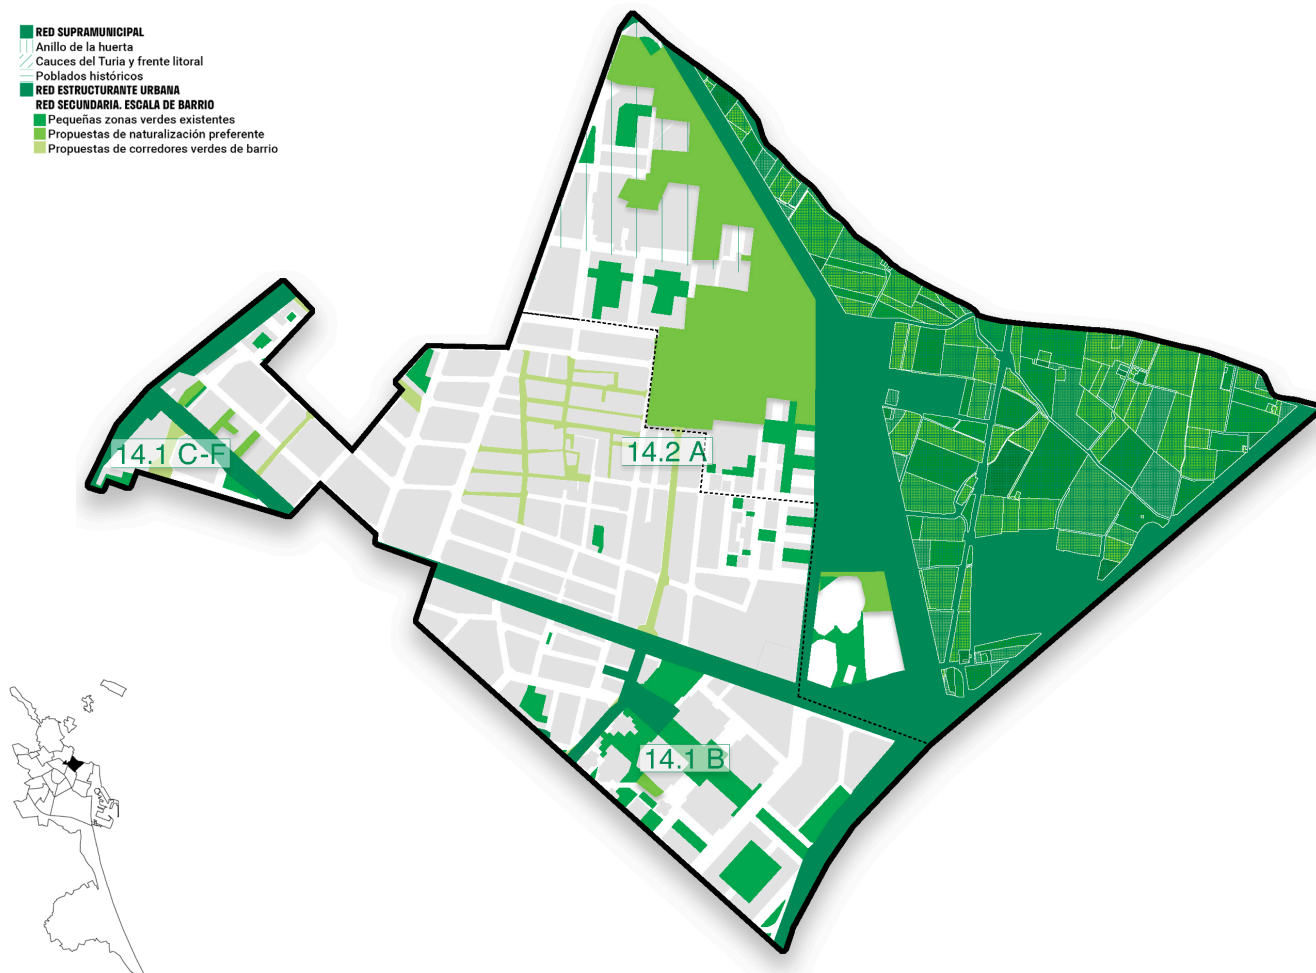 RED SUPRAMUNICIPAL
Anillo de la huerta
Cauces del Turia y frente litoral
Poblados históricos
RED ESTRUCTURANTE URBANA
RED SECUNDARIA. ESCALA DE BARRIO
Pequeñas zonas verdes existentes
Propuestas de naturalización preferente
Propuestas de corredores verdes de barrio
14.1 C-F
14.2 A
14.1 B